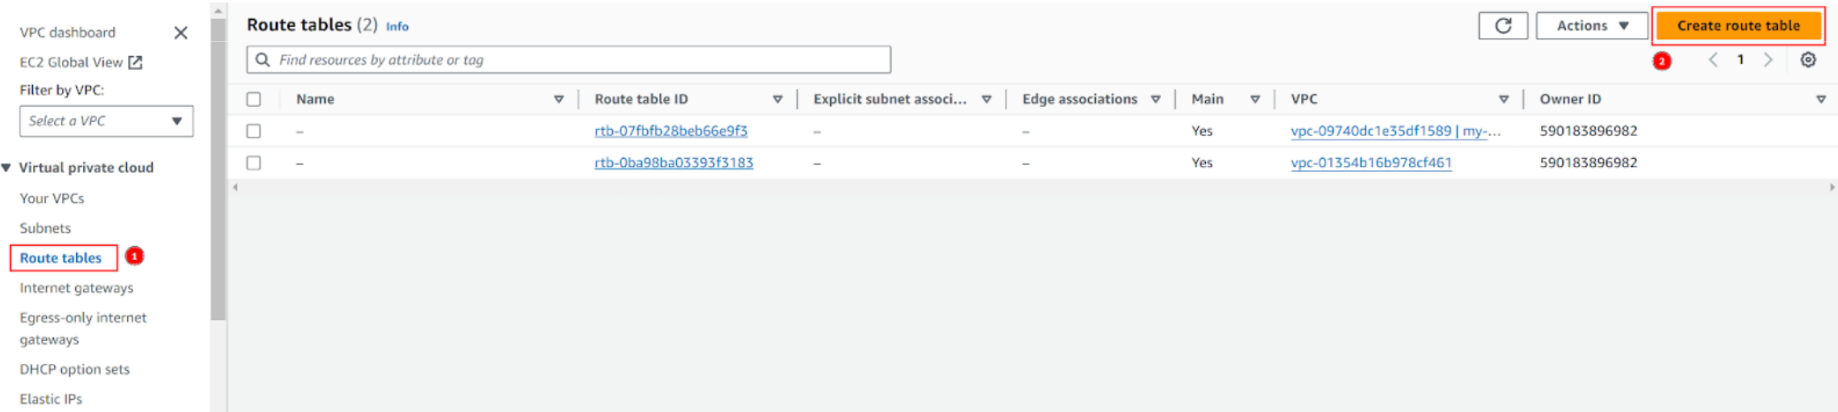 VPC dashboard
EC2 Global View
Filter by VPC:
Select a VPC
Virtual private cloud
Your VPCs
Subnets
Route tables 1
Internet gateways
Egress-only internet
gateways
DHCP option sets
Elastic IPs
Route tables (2) Info
Actions
Create route table
Find resources by attribute or tag
2
1
Name Route table ID Explicit subnet associ... Edge associations Main VPC Owner ID
– rtb-07fbfb28beb66e9f3 – – Yes vpc-09740dc1e35df1589 | my-... 590183896982
– rtb-0ba98ba03393f3183 – – Yes vpc-01354b16b978cf461 590183896982